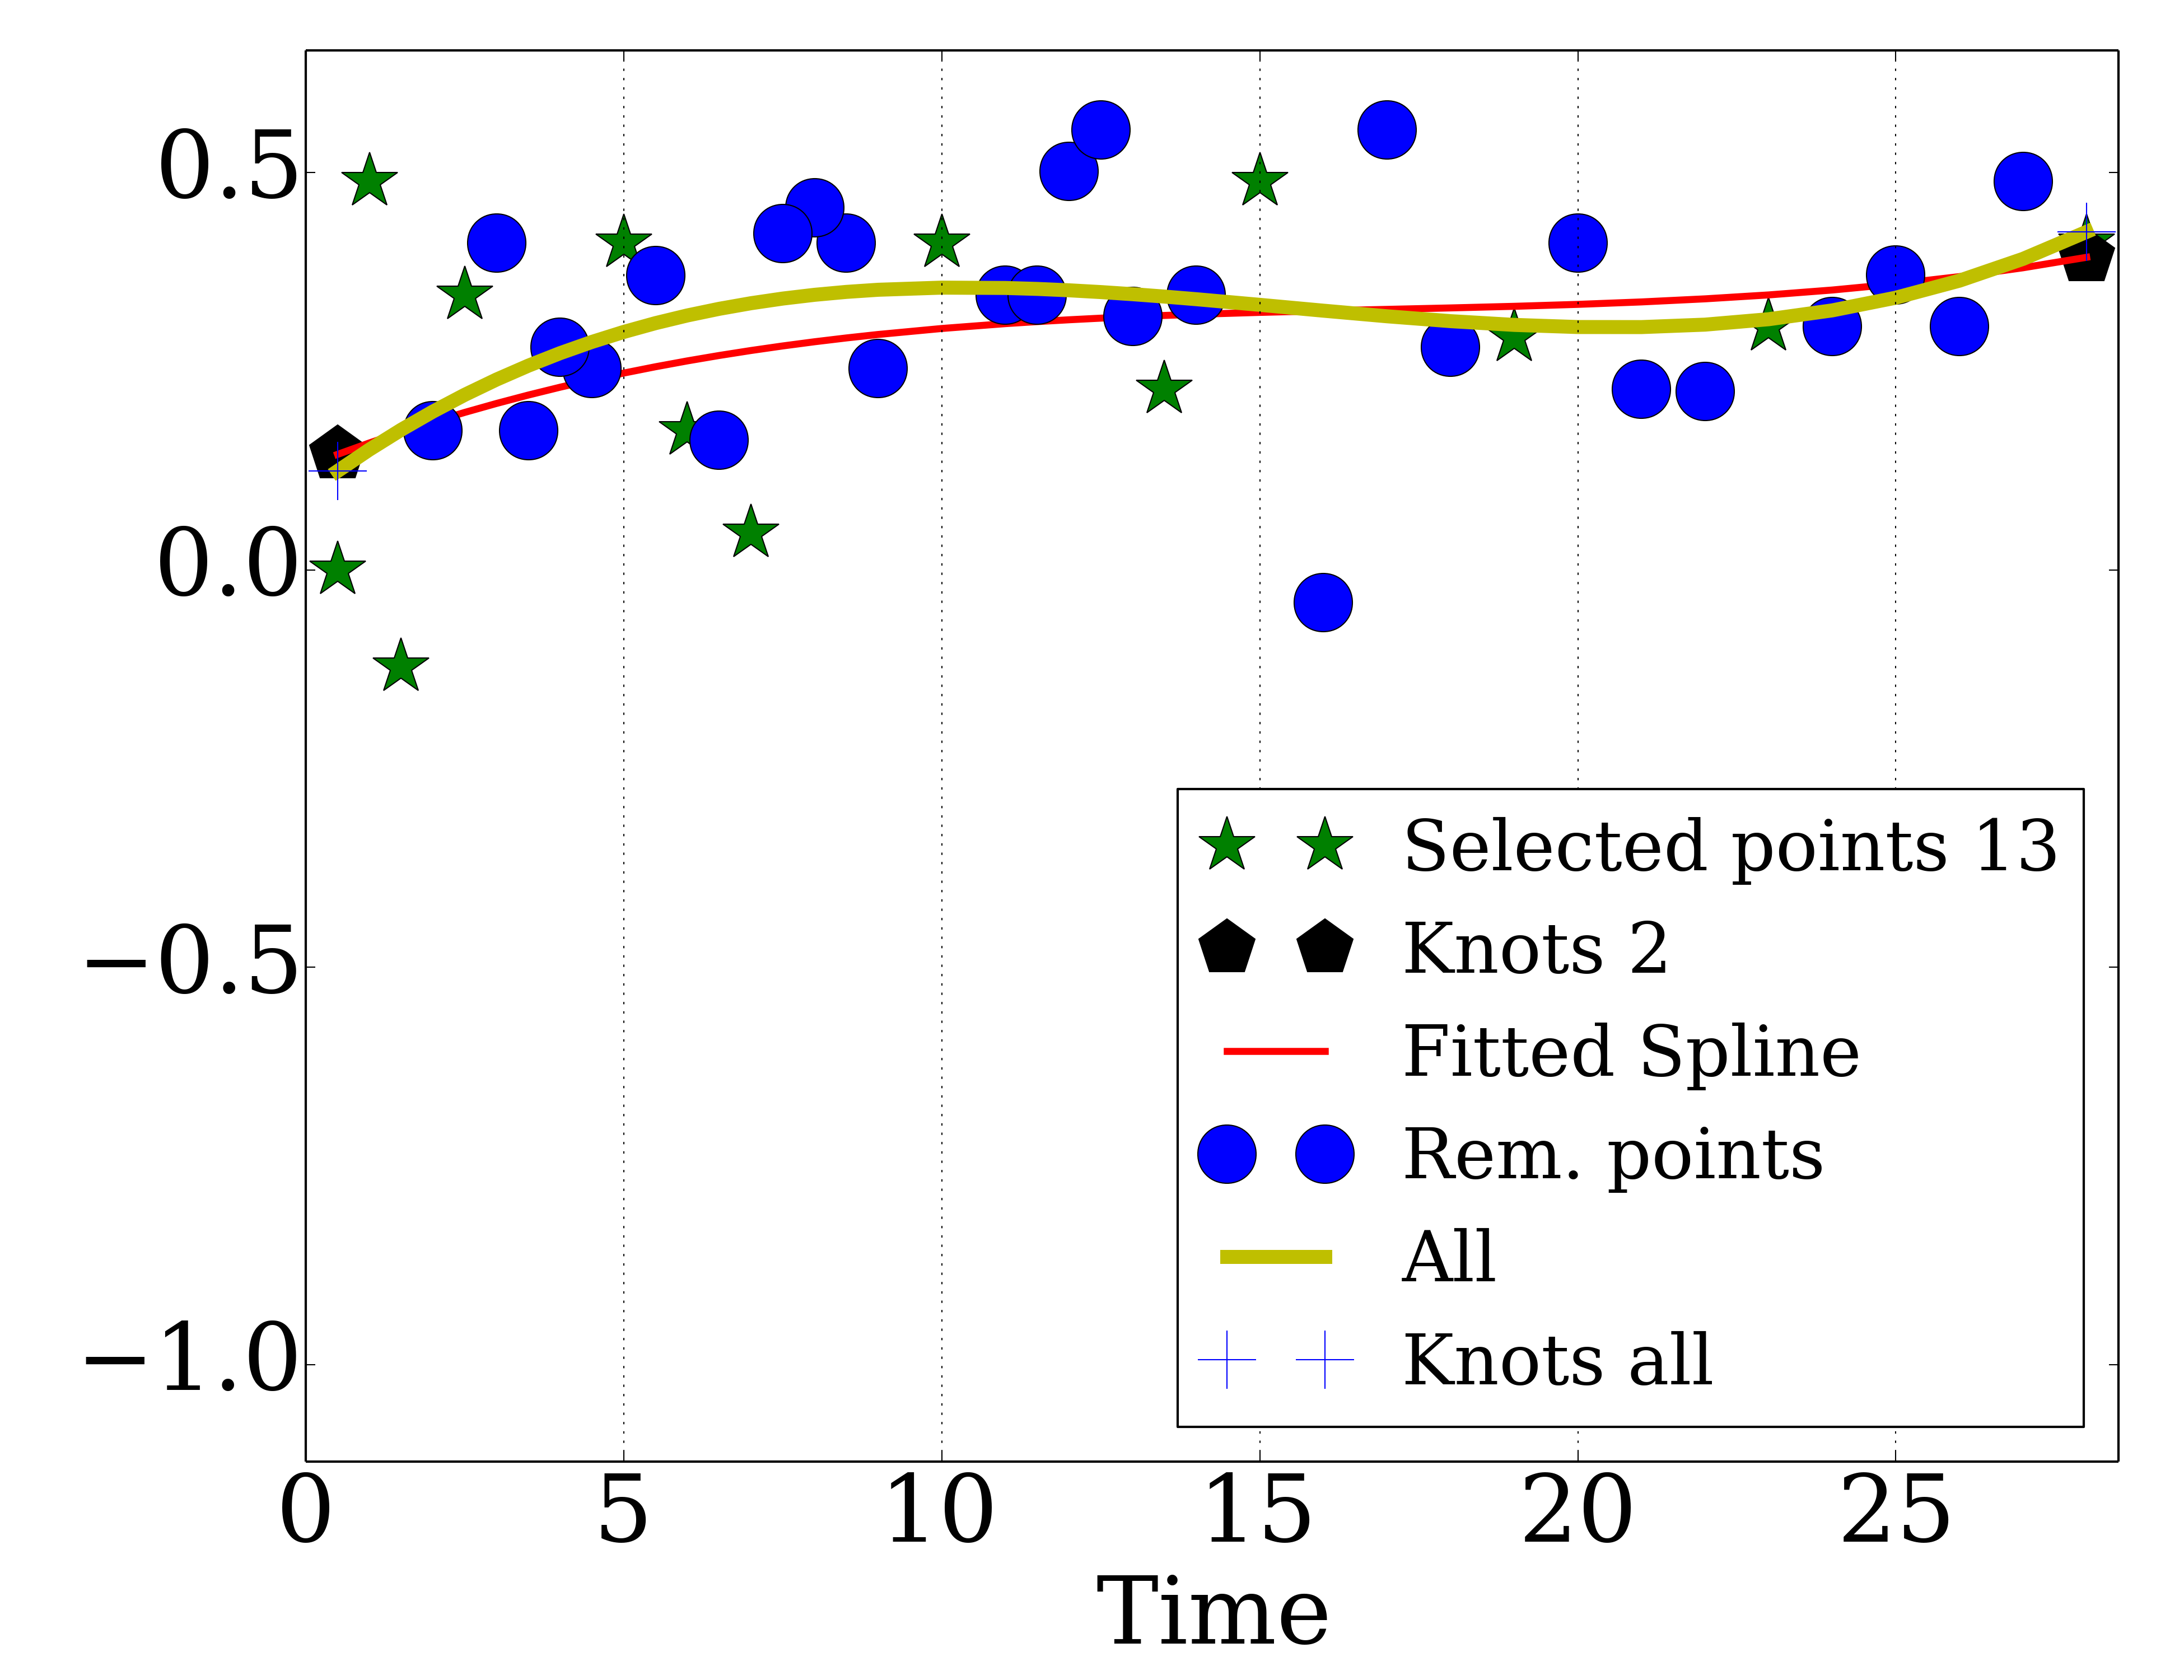 0.5
0.0
−0.5
−1.0
Selected points 13
Knots 2
Fitted Spline
Rem. points
All
Knots all
0 5 10 15 20 25
Time